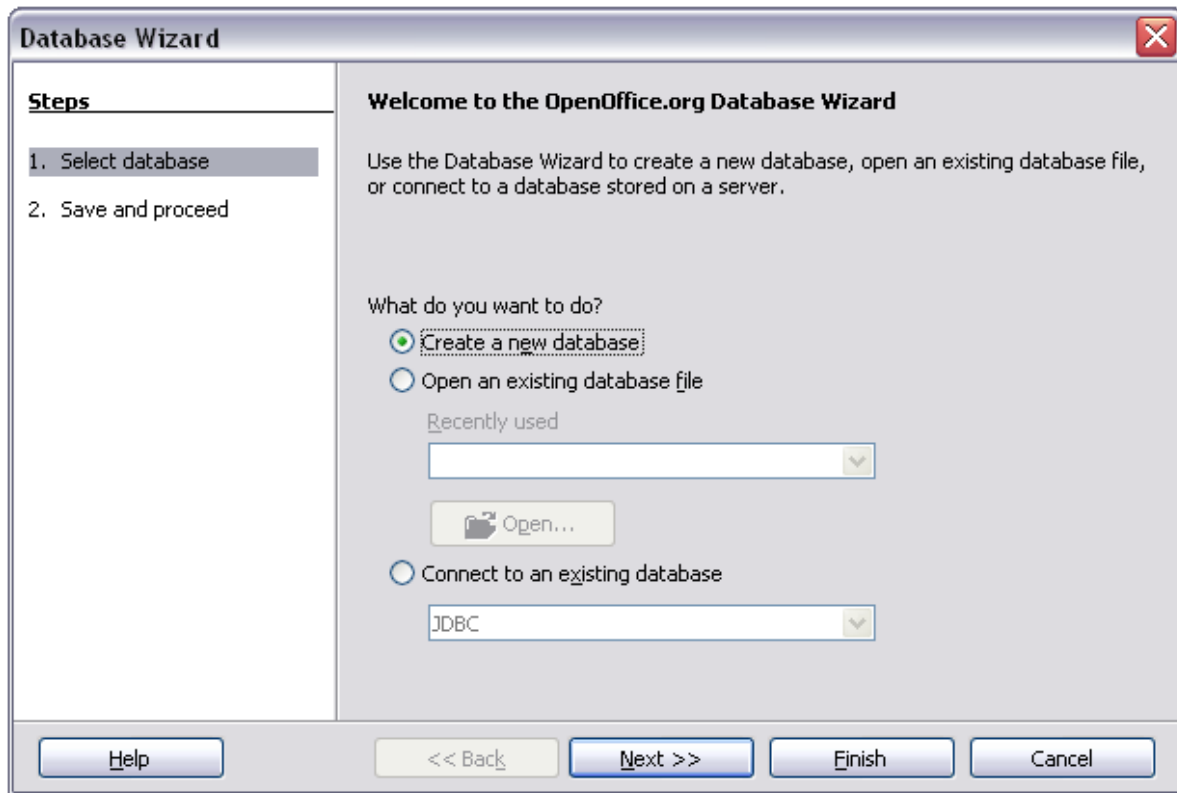 Database Wizard
Steps
1. Select database
2. Save and proceed
Welcome to the OpenOffice.org Database Wizard
Use the Database Wizard to create a new database, open an existing database file,
or connect to a database stored on a server.
What do you want to do?
Create a new database
Open an existing database file
Recently used
Open...
Connect to an existing database
JDBC
Help
<< Back
Next >>
Finish
Cancel